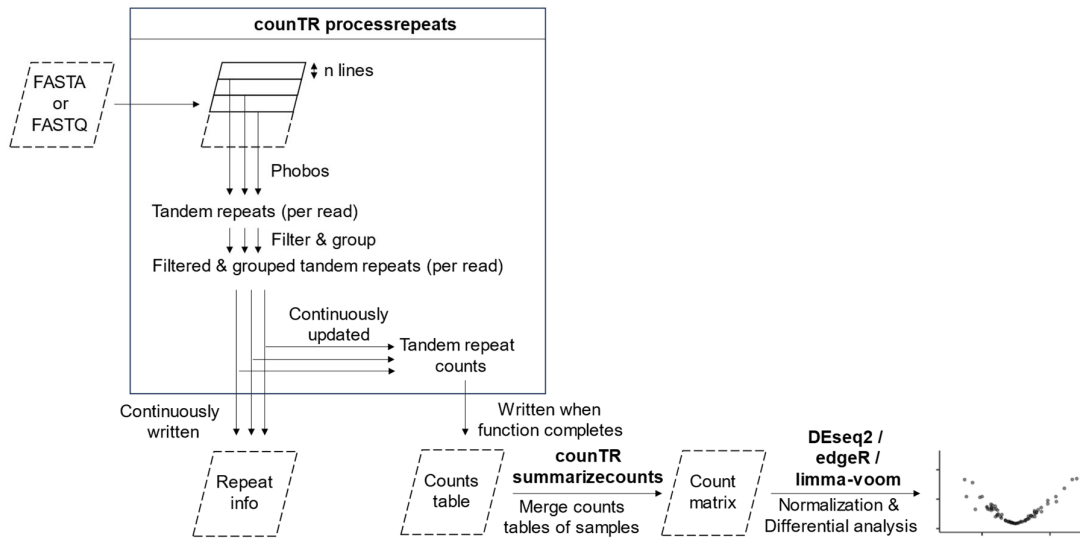 counTR processrepeats
FASTA
or
FASTQ
n lines
Phobos
Tandem repeats (per read)
Filter & group
Filtered & grouped tandem repeats (per read)
Continuously
updated
Tandem repeat
counts
Continuously
written
Written when
function completes
Repeat
info
Counts
table
counTR
summarizecounts
Merge counts
tables of samples
Count
matrix
DEseq2 /
edgeR /
limma-voom
Normalization &
Differential analysis